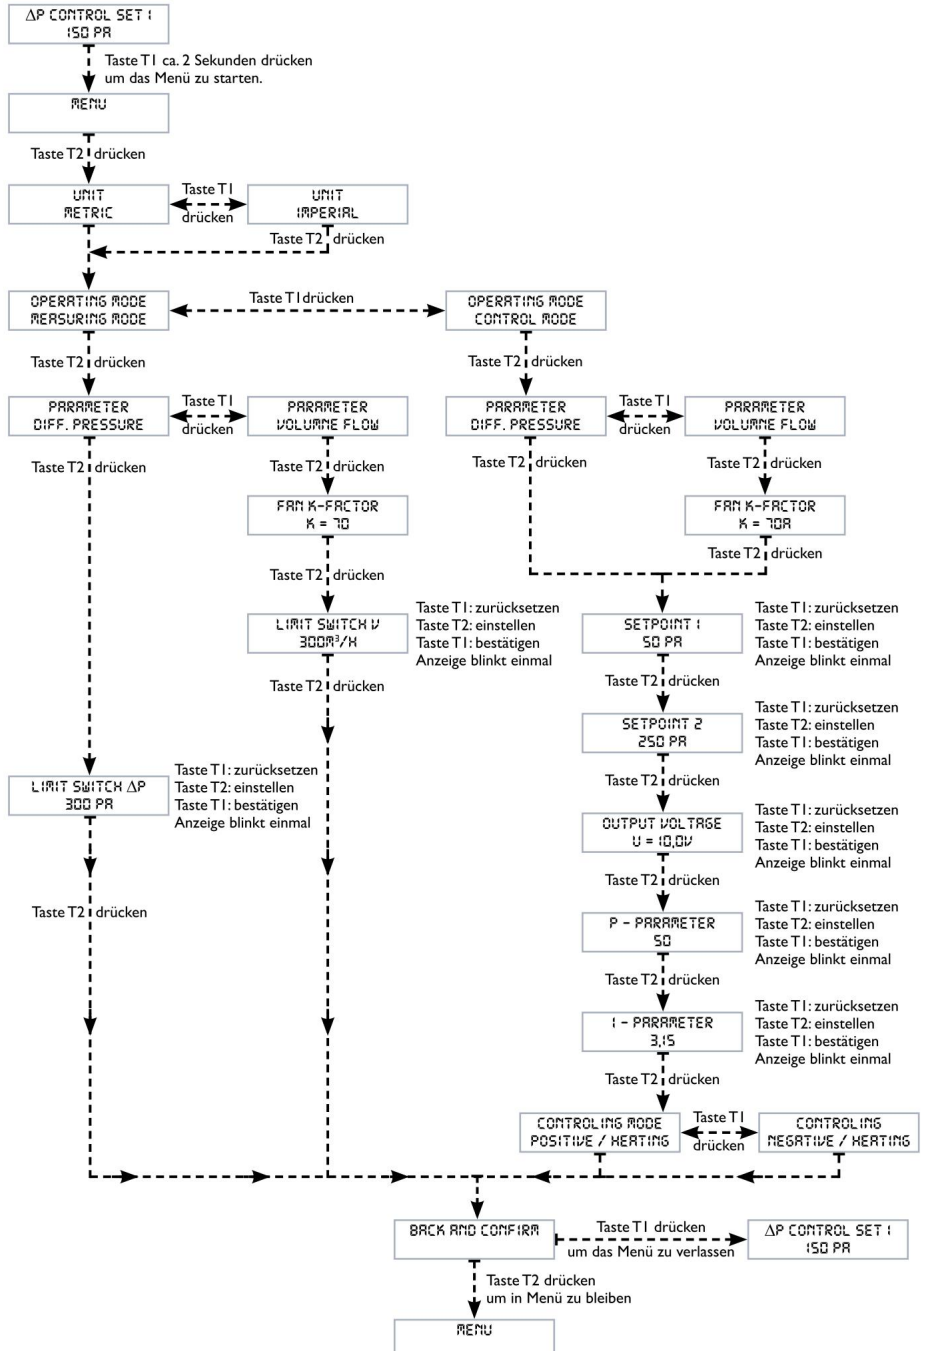 ΔP CONTROL SET 1
150 PA
Taste T1 ca. 2 Sekunden drücken
um das Menü zu starten.
MENU
Taste T2 drücken
UNIT
METRIC
Taste T1
drücken
UNIT
IMPERIAL
Taste T2 drücken
OPERATING MODE
MEASURING MODE
Taste T1 drücken
OPERATING MODE
CONTROL MODE
Taste T2 drücken
Taste T2 drücken
PARAMETER
DIFF. PRESSURE
Taste T1
drücken
PARAMETER
VOLUMNE FLOW
PARAMETER
DIFF. PRESSURE
Taste T1
drücken
PARAMETER
VOLUMNE FLOW
Taste T2 drücken
Taste T2 drücken
Taste T2 drücken
Taste T2 drücken
FAN K-FACTOR
K = 70
FAN K-FACTOR
K = 70A
Taste T2 drücken
Taste T2 drücken
LIMIT SWITCH V
300M³/H
Taste T1: zurücksetzen
Taste T2: einstellen
Taste T1: bestätigen
Anzeige blinkt einmal
SETPOINT 1
50 PA
Taste T1: zurücksetzen
Taste T2: einstellen
Taste T1: bestätigen
Anzeige blinkt einmal
Taste T2 drücken
Taste T2 drücken
SETPOINT 2
250 PA
Taste T1: zurücksetzen
Taste T2: einstellen
Taste T1: bestätigen
Anzeige blinkt einmal
LIMIT SWITCH ΔP
300 PA
Taste T1: zurücksetzen
Taste T2: einstellen
Taste T1: bestätigen
Anzeige blinkt einmal
Taste T2 drücken
OUTPUT VOLTAGE
U = 10,0V
Taste T1: zurücksetzen
Taste T2: einstellen
Taste T1: bestätigen
Anzeige blinkt einmal
Taste T2 drücken
Taste T2 drücken
P - PARAMETER
50
Taste T1: zurücksetzen
Taste T2: einstellen
Taste T1: bestätigen
Anzeige blinkt einmal
Taste T2 drücken
I - PARAMETER
3,15
Taste T1: zurücksetzen
Taste T2: einstellen
Taste T1: bestätigen
Anzeige blinkt einmal
Taste T2 drücken
CONTROLING MODE
POSITIVE / HEATING
Taste T1
drücken
CONTROLING
NEGATIVE / HEATING
BACK AND CONFIRM
Taste T1 drücken
um das Menü zu verlassen
ΔP CONTROL SET 1
150 PA
Taste T2 drücken
um in Menü zu bleiben
MENU